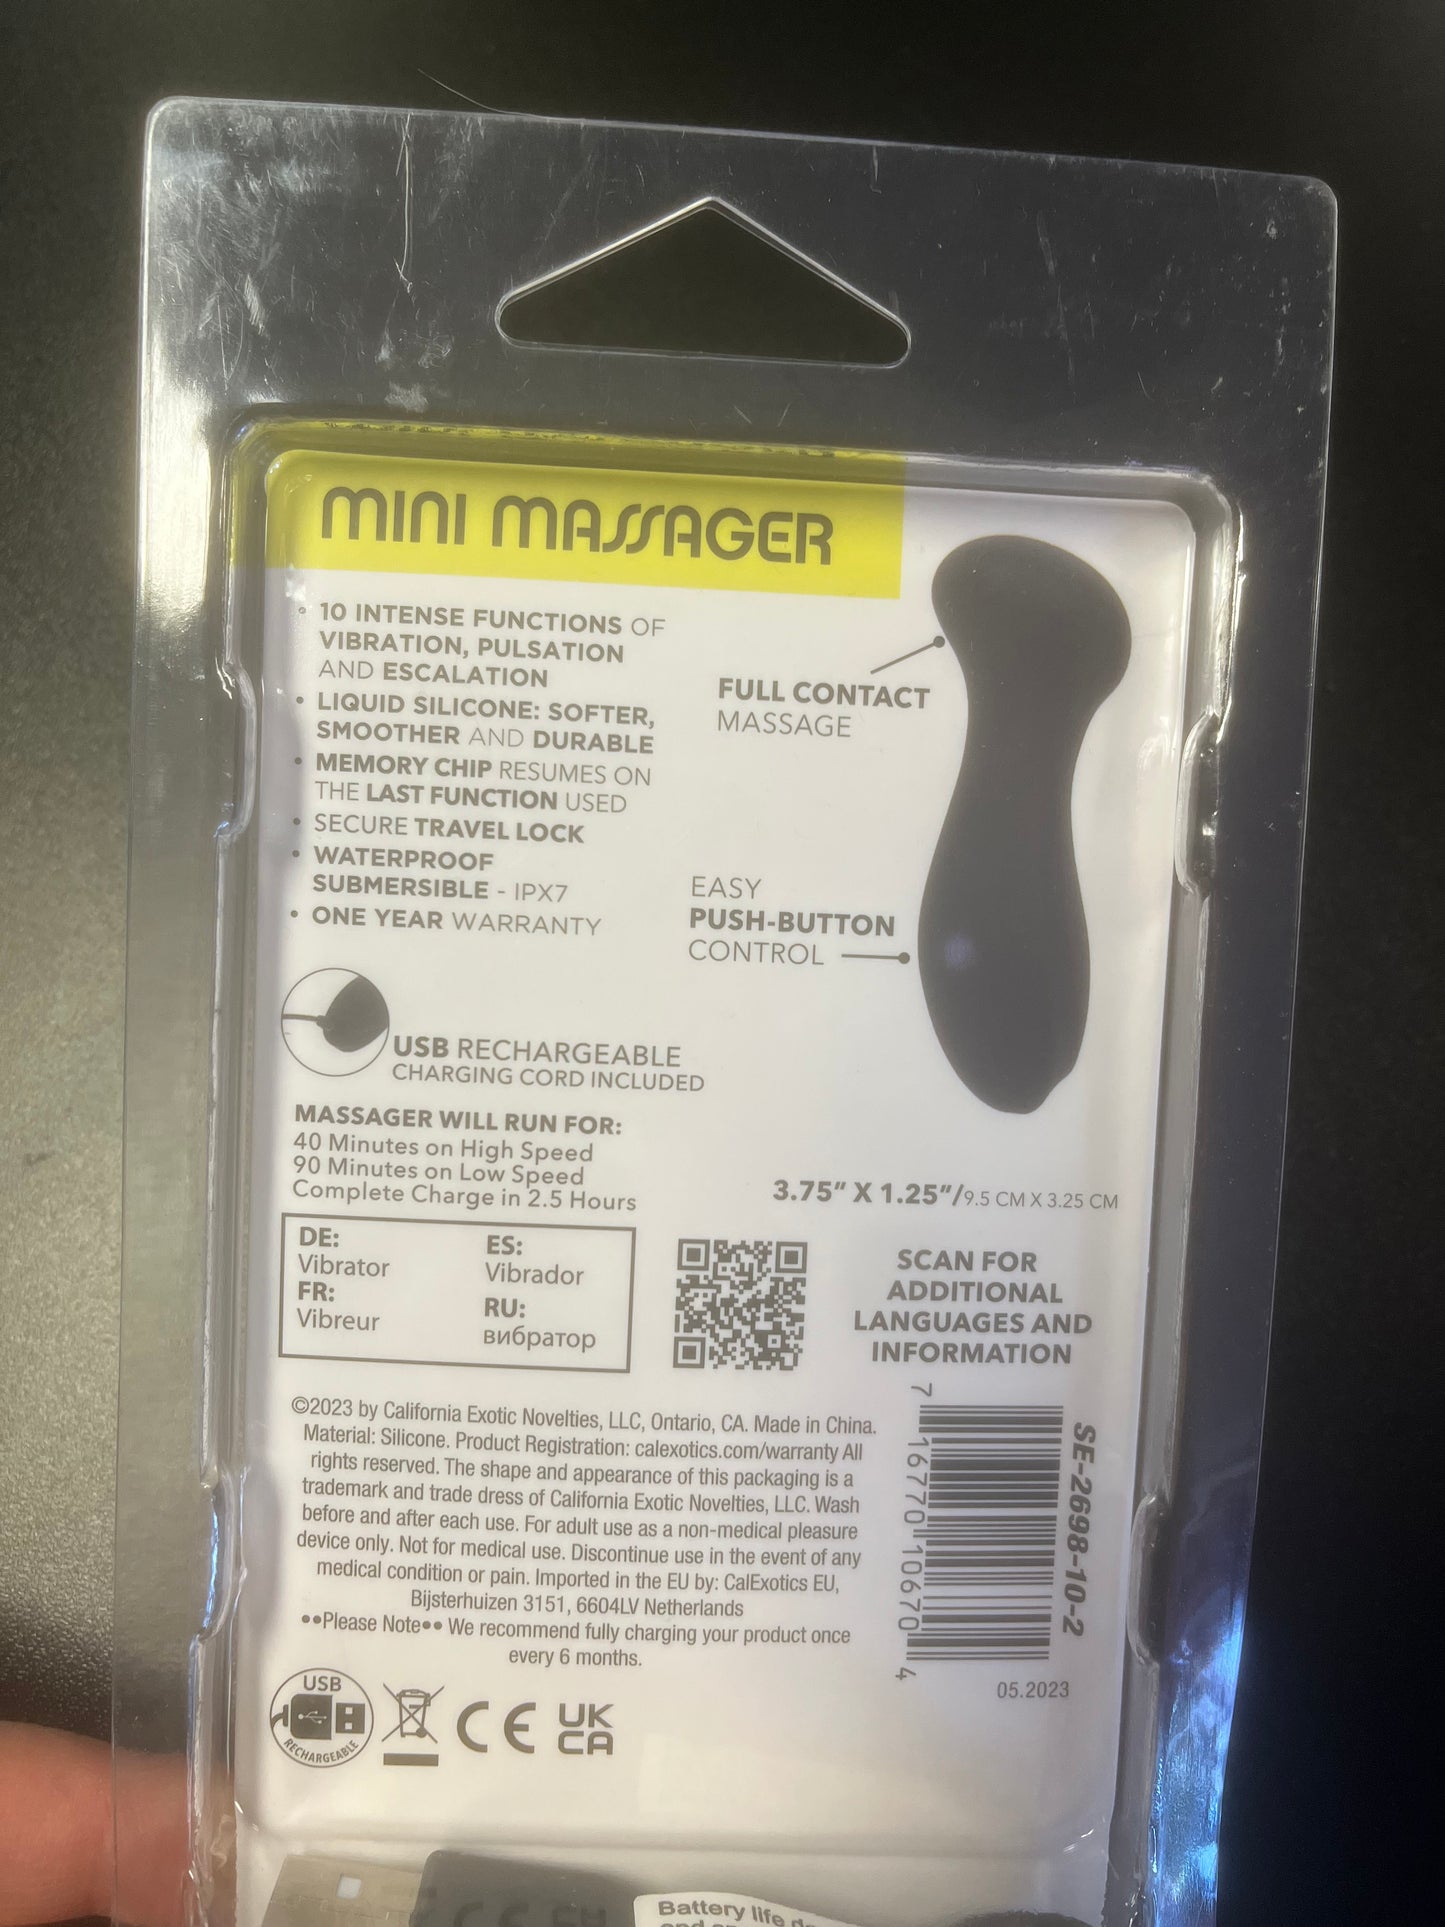 MINI MASSAGER
• 10 INTENSE FUNCTIONS OF
VIBRATION, PULSATION
AND ESCALATION
• LIQUID SILICONE: SOFTER,
SMOOTHER AND DURABLE
• MEMORY CHIP RESUMES ON
THE LAST FUNCTION USED
• SECURE TRAVEL LOCK
• WATERPROOF
SUBMERSIBLE - IPX7
• ONE YEAR WARRANTY
FULL CONTACT
MASSAGE
EASY
PUSH-BUTTON
CONTROL
USB RECHARGEABLE
CHARGING CORD INCLUDED
MASSAGER WILL RUN FOR:
40 Minutes on High Speed
90 Minutes on Low Speed
Complete Charge in 2.5 Hours
3.75" X 1.25"/9.5 CM X 3.25 CM
DE:
Vibrator
FR:
Vibreur
ES:
Vibrador
RU:
вибратор
SCAN FOR
ADDITIONAL
LANGUAGES AND
INFORMATION
©2023 by California Exotic Novelties, LLC, Ontario, CA. Made in China.
Material: Silicone. Product Registration: calexotics.com/warranty All
rights reserved. The shape and appearance of this packaging is a
trademark and trade dress of California Exotic Novelties, LLC. Wash
before and after each use. For adult use as a non-medical pleasure
device only. Not for medical use. Discontinue use in the event of any
medical condition or pain. Imported in the EU by: CalExotics EU,
Bijsterhuizen 3151, 6604LV Netherlands
••Please Note•• We recommend fully charging your product once
every 6 months.
7 16770 10670 4
SE-2698-10-2
05.2023
USB
RECHARGEABLE
CE
UK
CA
Battery life